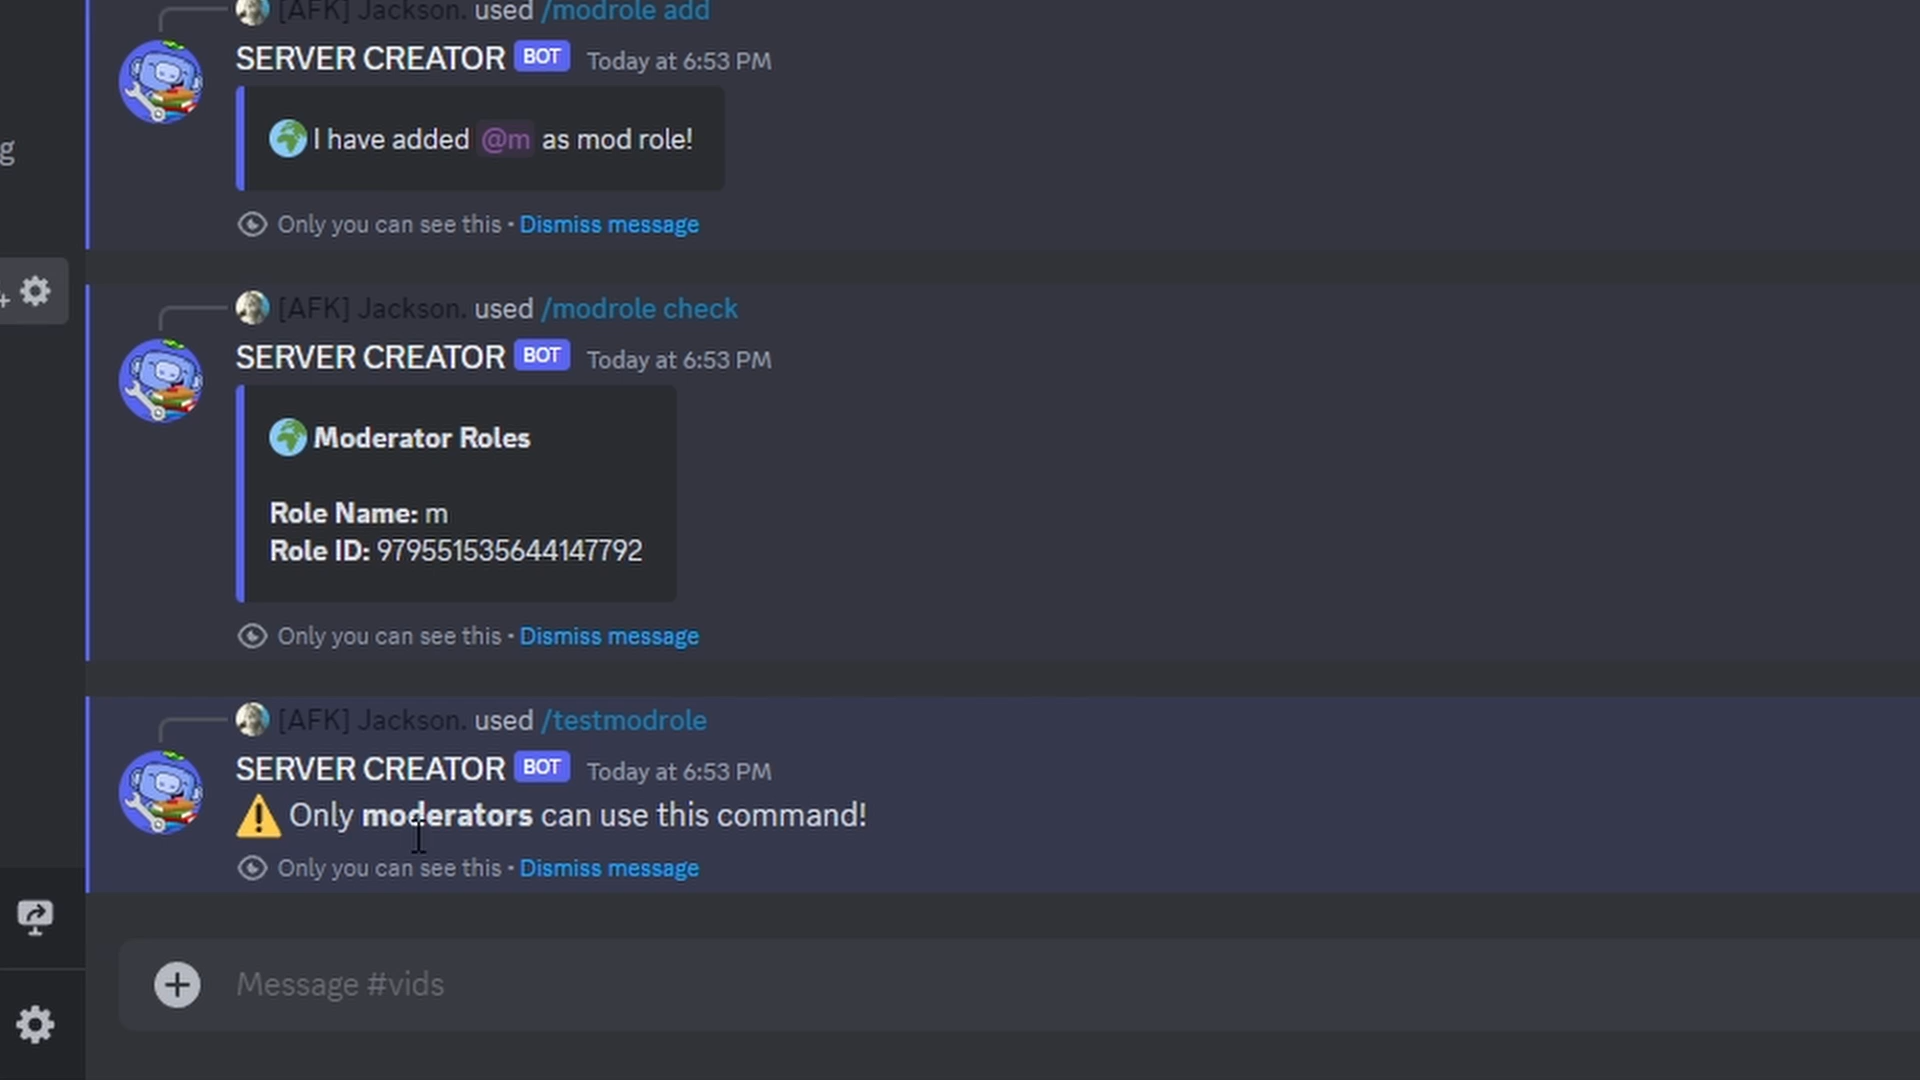 [AFK] Jackson. used /modrole add
SERVER CREATOR BOT Today at 6:53 PM
I have added @m as mod role!
Only you can see this • Dismiss message
g
[AFK] Jackson. used /modrole check
SERVER CREATOR BOT Today at 6:53 PM
Moderator Roles
Role Name: m
Role ID: 979551535644147792
Only you can see this • Dismiss message
[AFK] Jackson. used /testmodrole
SERVER CREATOR BOT Today at 6:53 PM
Only moderators can use this command!
Only you can see this • Dismiss message
Message #vids